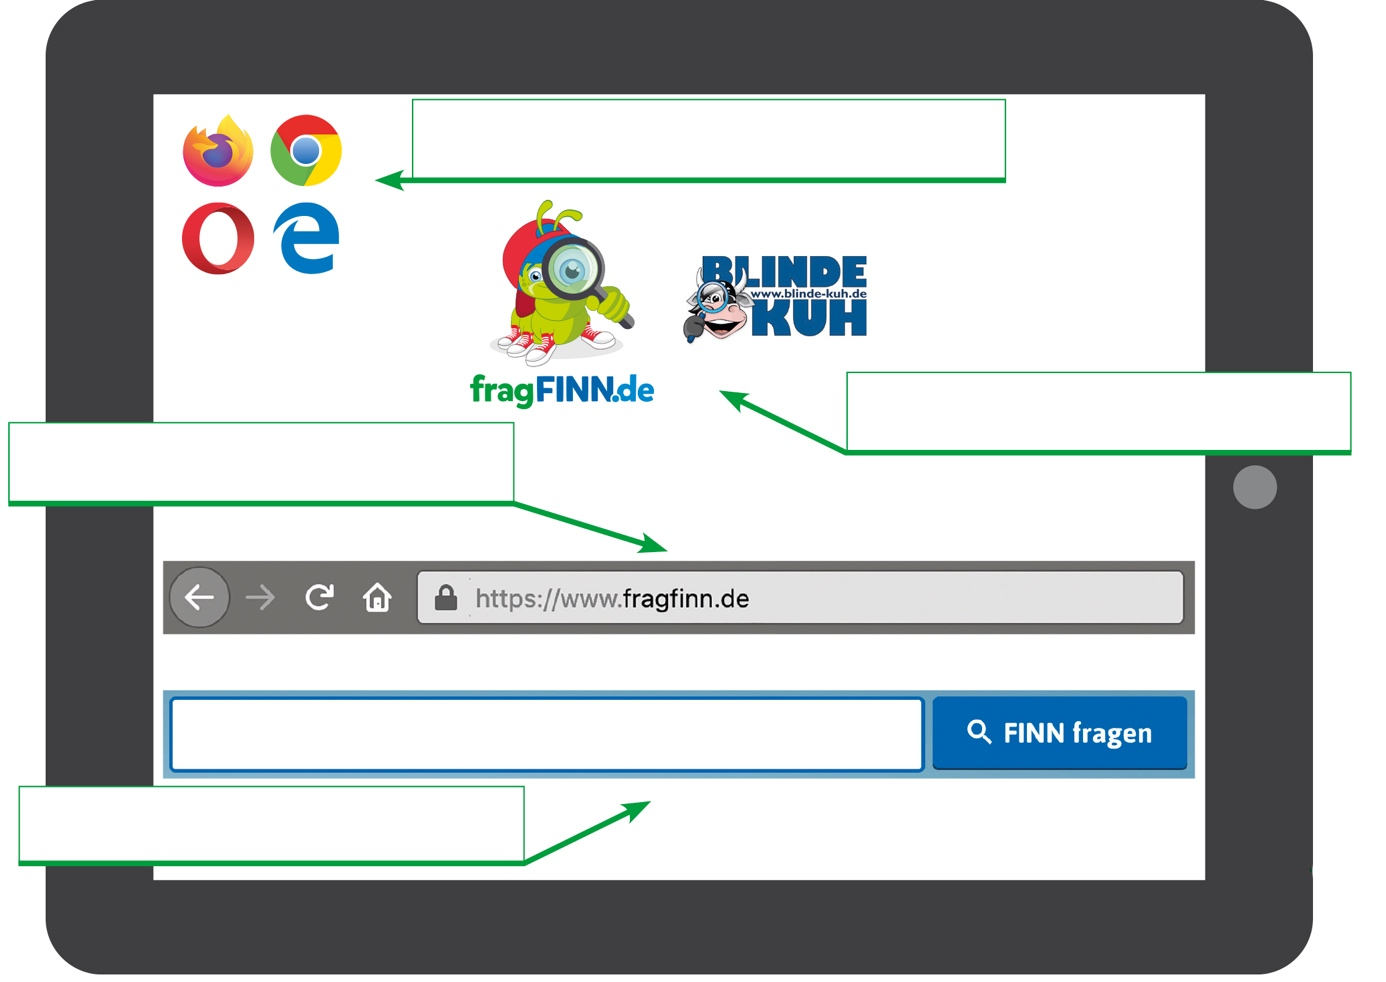 BLINDE
www.blinde-kuh.de
KUH
fragFINN.de
https://www.fragfinn.de
FINN fragen